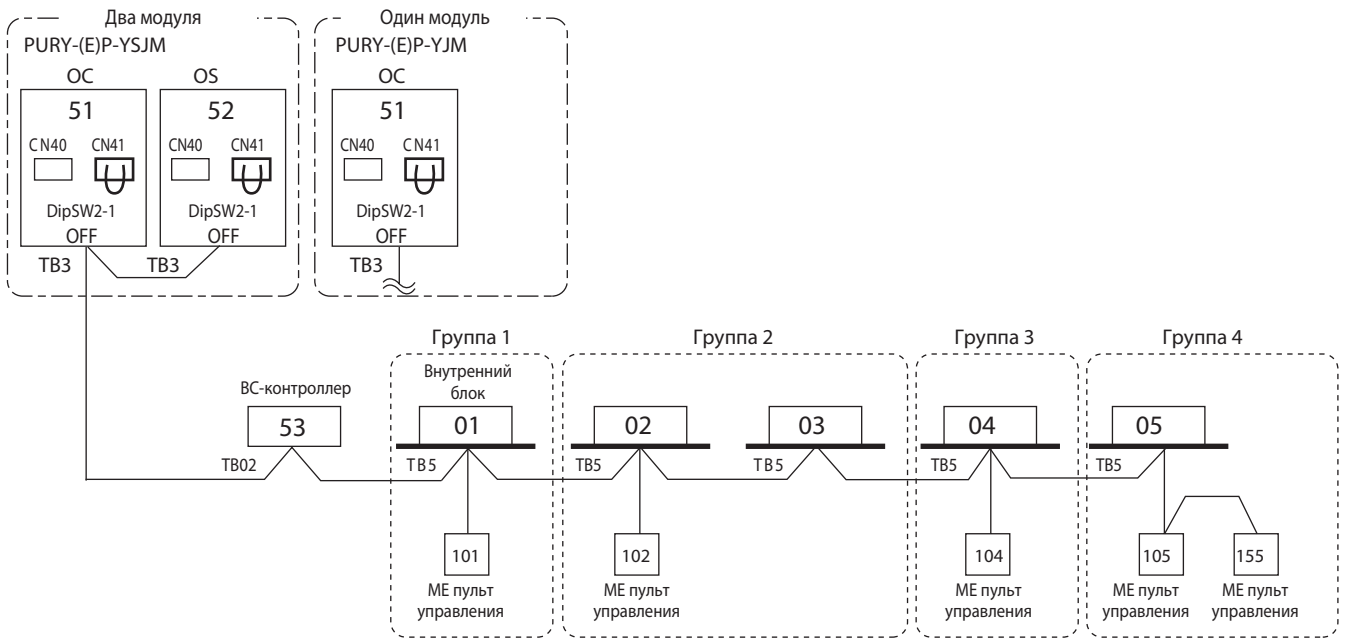 Два модуля
PURY-(E)P-YSJM
OC
OS
51
52
CN40
CN41
CN40
CN41
DipSW2-1
OFF
DipSW2-1
OFF
TB3
TB3
Один модуль
PURY-(E)P-YJM
OC
51
CN40
CN41
DipSW2-1
OFF
TB3
ВС-контроллер
53
TB02
Группа 1
Внутренний
блок
01
TB5
101
МЕ пульт
управления
Группа 2
02
TB5
03
TB5
102
МЕ пульт
управления
Группа 3
04
TB5
104
МЕ пульт
управления
Группа 4
05
TB5
105
МЕ пульт
управления
155
МЕ пульт
управления